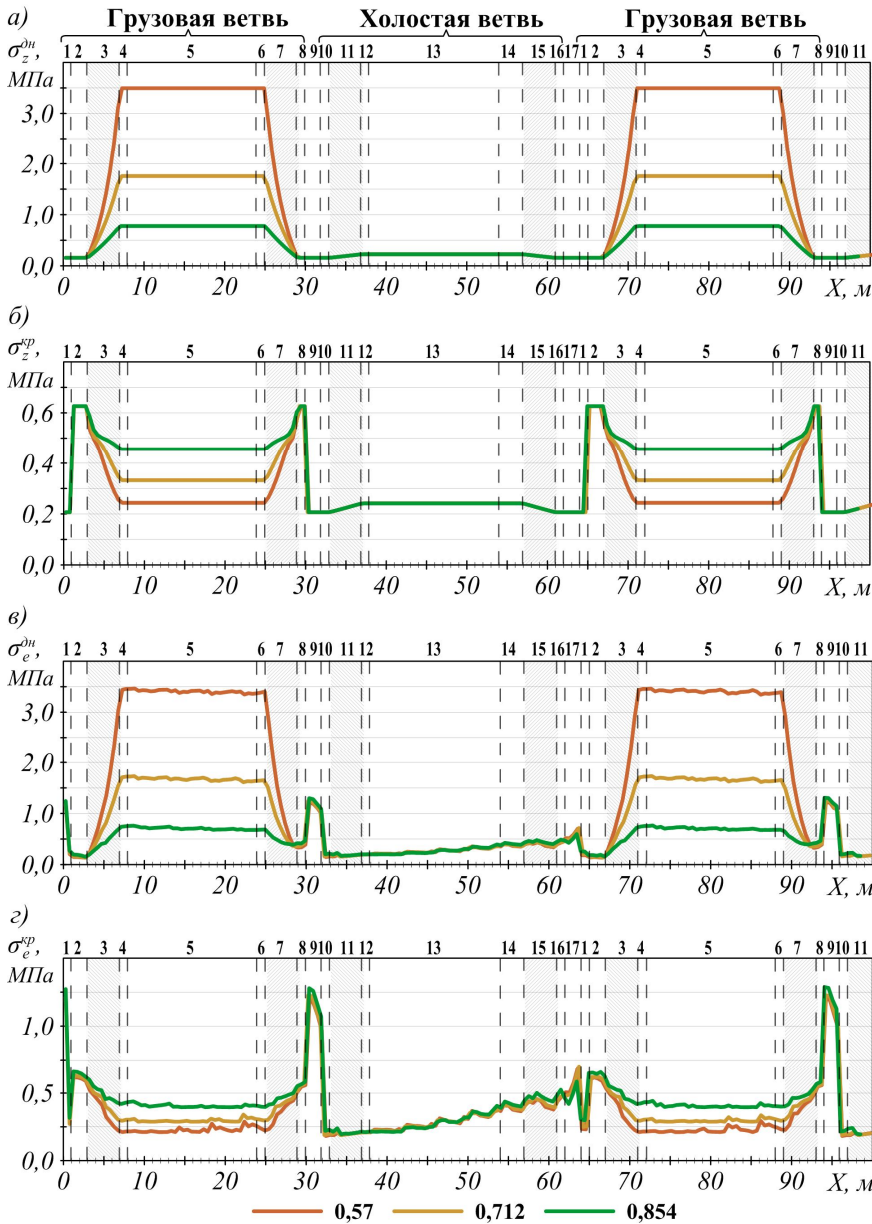 а)
Грузовая ветвь Холостая ветвь Грузовая ветвь
σ_z^дн, 1 2 3 4 5 6 7 8 9 10 11 12 13 14 15 16 17 1 2 3 4 5 6 7 8 9 10 11
МПа
3,0
2,0
1,0
0,0
0 10 20 30 40 50 60 70 80 90 X, м
б)
σ_z^кр, 1 2 3 4 5 6 7 8 9 10 11 12 13 14 15 16 17 1 2 3 4 5 6 7 8 9 10 11
МПа
0,6
0,4
0,2
0,0
0 10 20 30 40 50 60 70 80 90 X, м
в)
σ_e^дн, 1 2 3 4 5 6 7 8 9 10 11 12 13 14 15 16 17 1 2 3 4 5 6 7 8 9 10 11
МПа
3,0
2,0
1,0
0,0
0 10 20 30 40 50 60 70 80 90 X, м
г)
σ_e^кр, 1 2 3 4 5 6 7 8 9 10 11 12 13 14 15 16 17 1 2 3 4 5 6 7 8 9 10 11
МПа
1,0
0,5
0,0
0 10 20 30 40 50 60 70 80 90 X, м
0,57 0,712 0,854